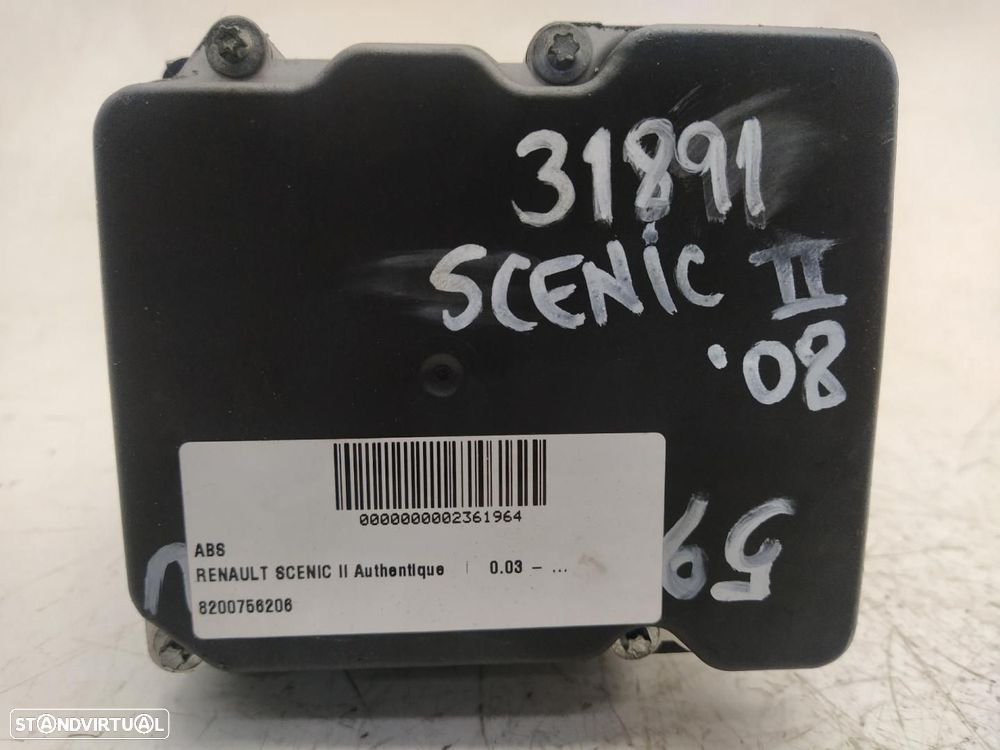 31891
SCENiC II
'08
0000000002361964
ABS
RENAULT SCENIC II Authentique | 0.03 - ...
8200756206
STANDVIRTUAL